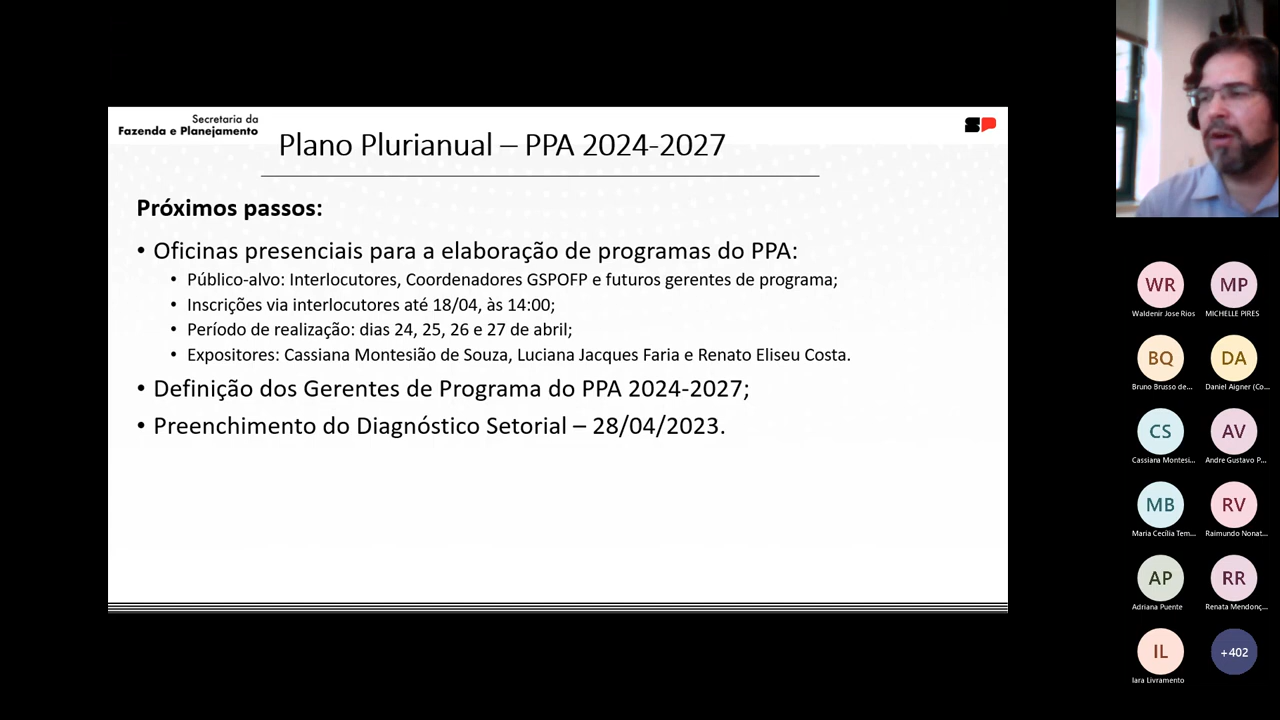 Secretaria da
Fazenda e Planejamento
SP
Plano Plurianual – PPA 2024-2027
Próximos passos:
• Oficinas presenciais para a elaboração de programas do PPA:
• Público-alvo: Interlocutores, Coordenadores GSPOFP e futuros gerentes de programa;
• Inscrições via interlocutores até 18/04, às 14:00;
• Período de realização: dias 24, 25, 26 e 27 de abril;
• Expositores: Cassiana Montesião de Souza, Luciana Jacques Faria e Renato Eliseu Costa.
• Definição dos Gerentes de Programa do PPA 2024-2027;
• Preenchimento do Diagnóstico Setorial – 28/04/2023.
WR MP
Waldenir Jose Rios MICHELLE PIRES
BQ DA
Bruno Brusso de... Daniel Aigner (Co...
CS AV
Cassiana Montesi... Andre Gustavo P...
MB RV
Maria Cecília Tem... Raimundo Nonat...
AP RR
Adriana Puente Renata Mendonç...
IL +402
Iara Livramento